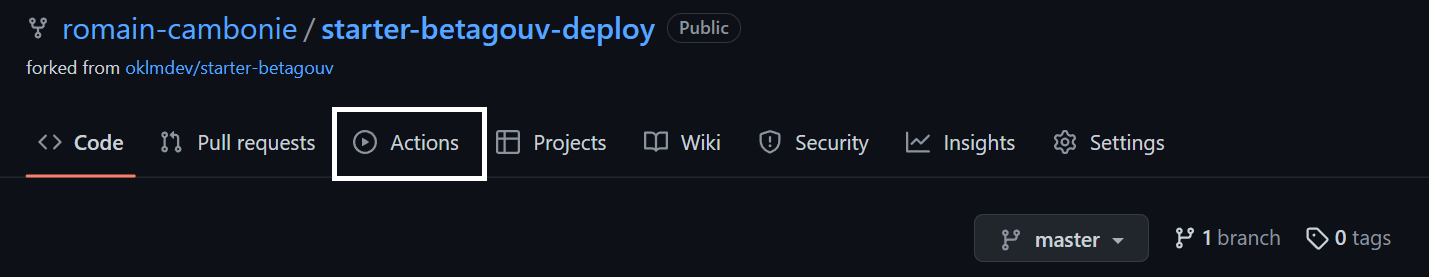 romain-cambonie / starter-betagouv-deploy Public
forked from oklmdev/starter-betagouv
Code Pull requests Actions Projects Wiki Security Insights Settings
master 1 branch 0 tags